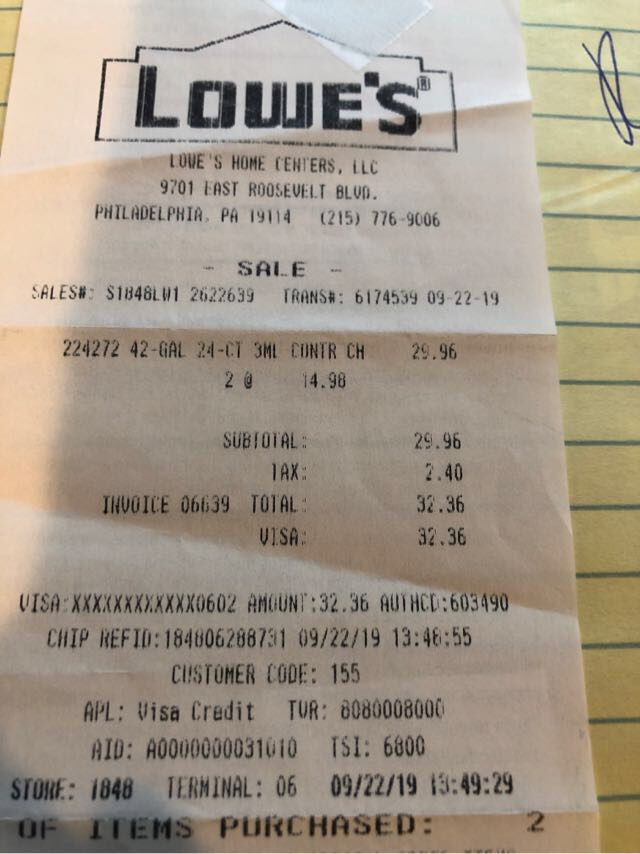 LOWE'S®
LOWE'S HOME CENTERS, LLC
9701 EAST ROOSEVELT BLVD.
PHILADELPHIA, PA 19114 (215) 776-9006
- SALE -
SALES#: S1848LW1 2622639 TRANS#: 6174539 09-22-19
224272 42-GAL 24-CT 3ML CONTR CH 29.96
2 @ 14.98
SUBTOTAL: 29.96
TAX: 2.40
INVOICE 06639 TOTAL: 32.36
VISA: 32.36
VISA:XXXXXXXXXXXX0602 AMOUNT:32.36 AUTHCD:603490
CHIP REFID:184806288731 09/22/19 13:48:55
CUSTOMER CODE: 155
APL: Visa Credit TVR: 8080008000
AID: A0000000031010 TSI: 6800
STORE: 1848 TERMINAL: 06 09/22/19 13:49:29
OF ITEMS PURCHASED: 2